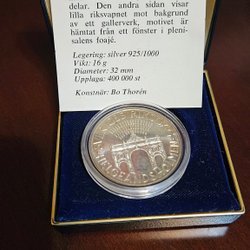 delar. Den andra sidan visar
lilla riksvapnet mot bakgrund
av ett gallerverk, motivet är
häntat från ett fönster i pleni-
salens foajé.
Legering: silver 925/1000
Vikt: 16 g
Diameter: 32 mm
Upplaga: 400 000 st
Konstnär: Bo Thorén